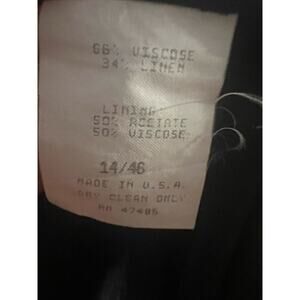 66% VISCOSE
34% LINEN
LINING
50% ACETATE
50% VISCOSE
14/46
MADE IN U.S.A.
DRY CLEAN ONLY
RN 47405